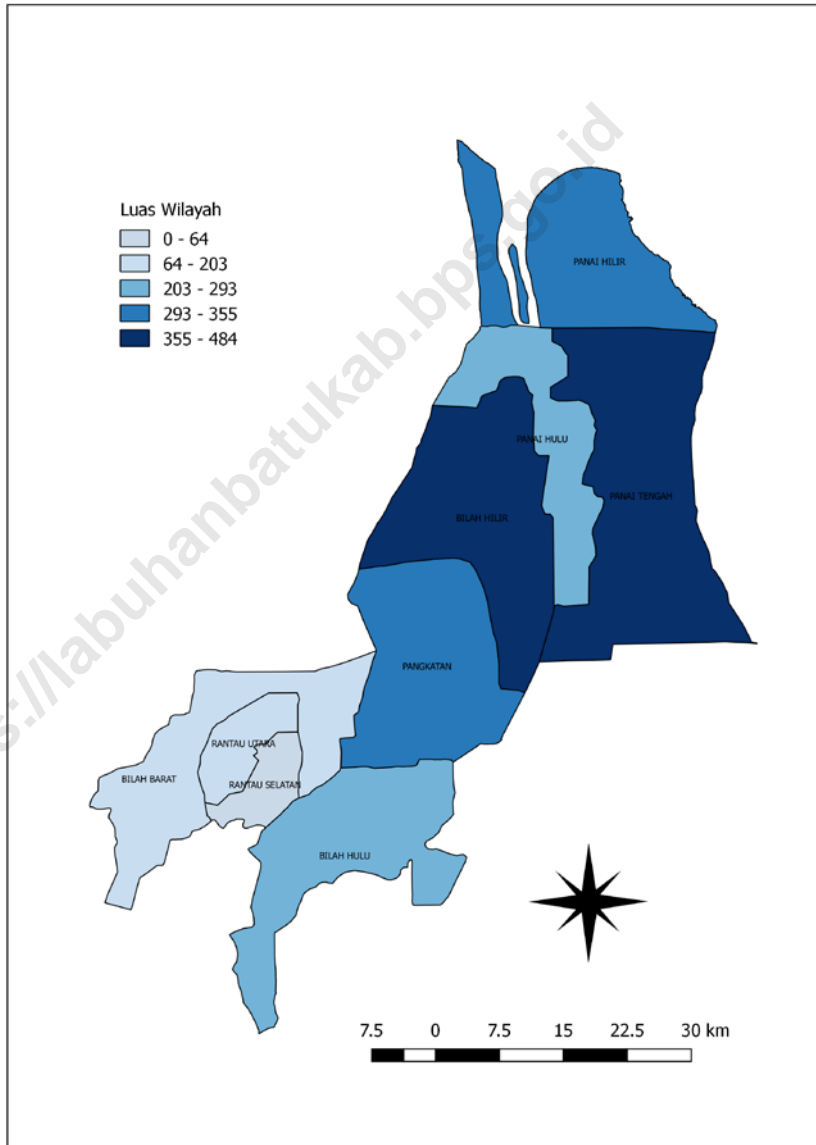 Luas Wilayah
0 - 64
64 - 203
203 - 293
293 - 355
355 - 484
PANAI HILIR
PANAI HULU
PANAI TENGAH
BILAH HILIR
PANGKATAN
RANTAU UTARA
BILAH BARAT
RANTAU SELATAN
BILAH HULU
7.5 0 7.5 15 22.5 30 km
s://labuhanbatukab.bps.go.id